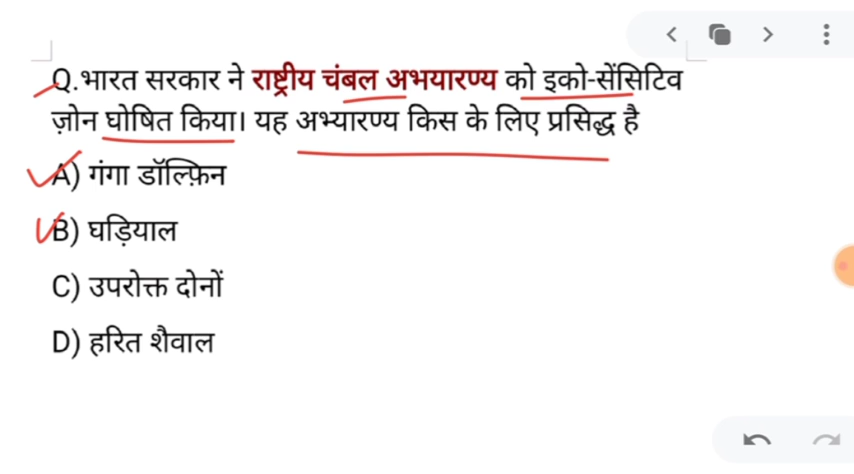 Q.भारत सरकार ने राष्ट्रीय चंबल अभयारण्य को इको-सेंसिटिव
ज़ोन घोषित किया। यह अभ्यारण्य किस के लिए प्रसिद्ध है
A) गंगा डॉल्फ़िन
B) घड़ियाल
C) उपरोक्त दोनों
D) हरित शैवाल